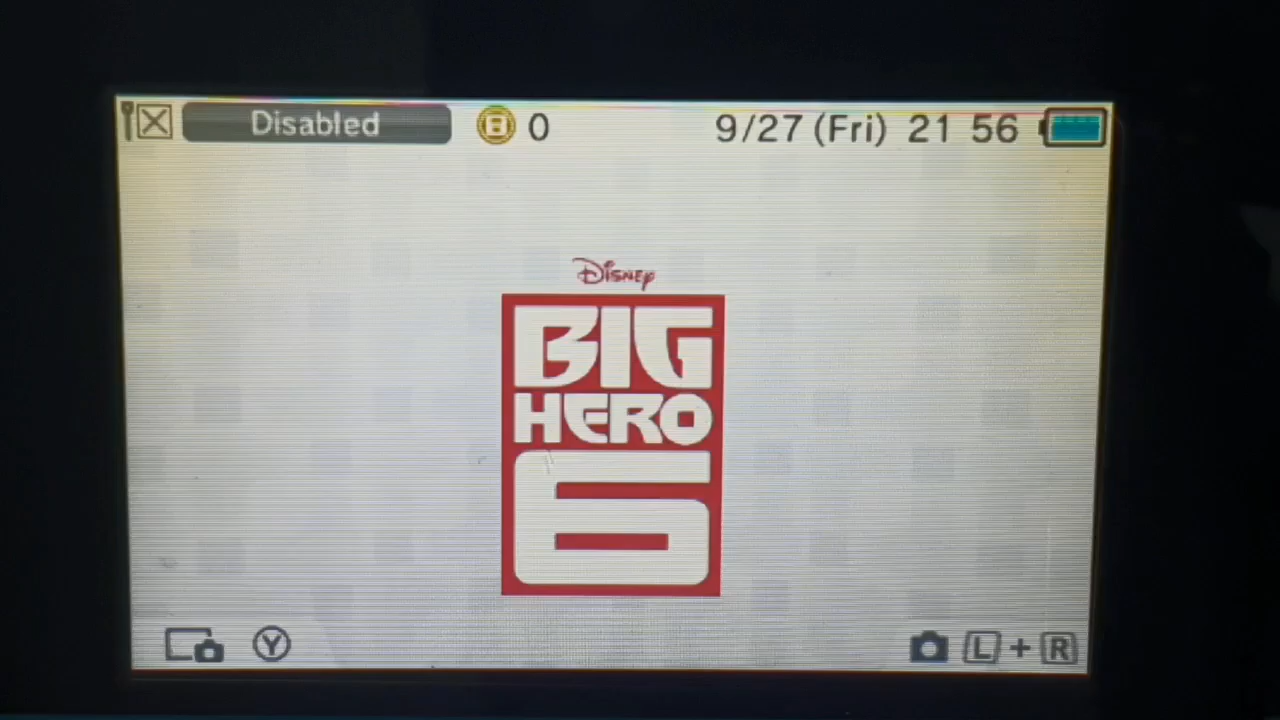 Disabled 0 9/27 (Fri) 21 56
Disney
BIG
HERO
6
Y L + R